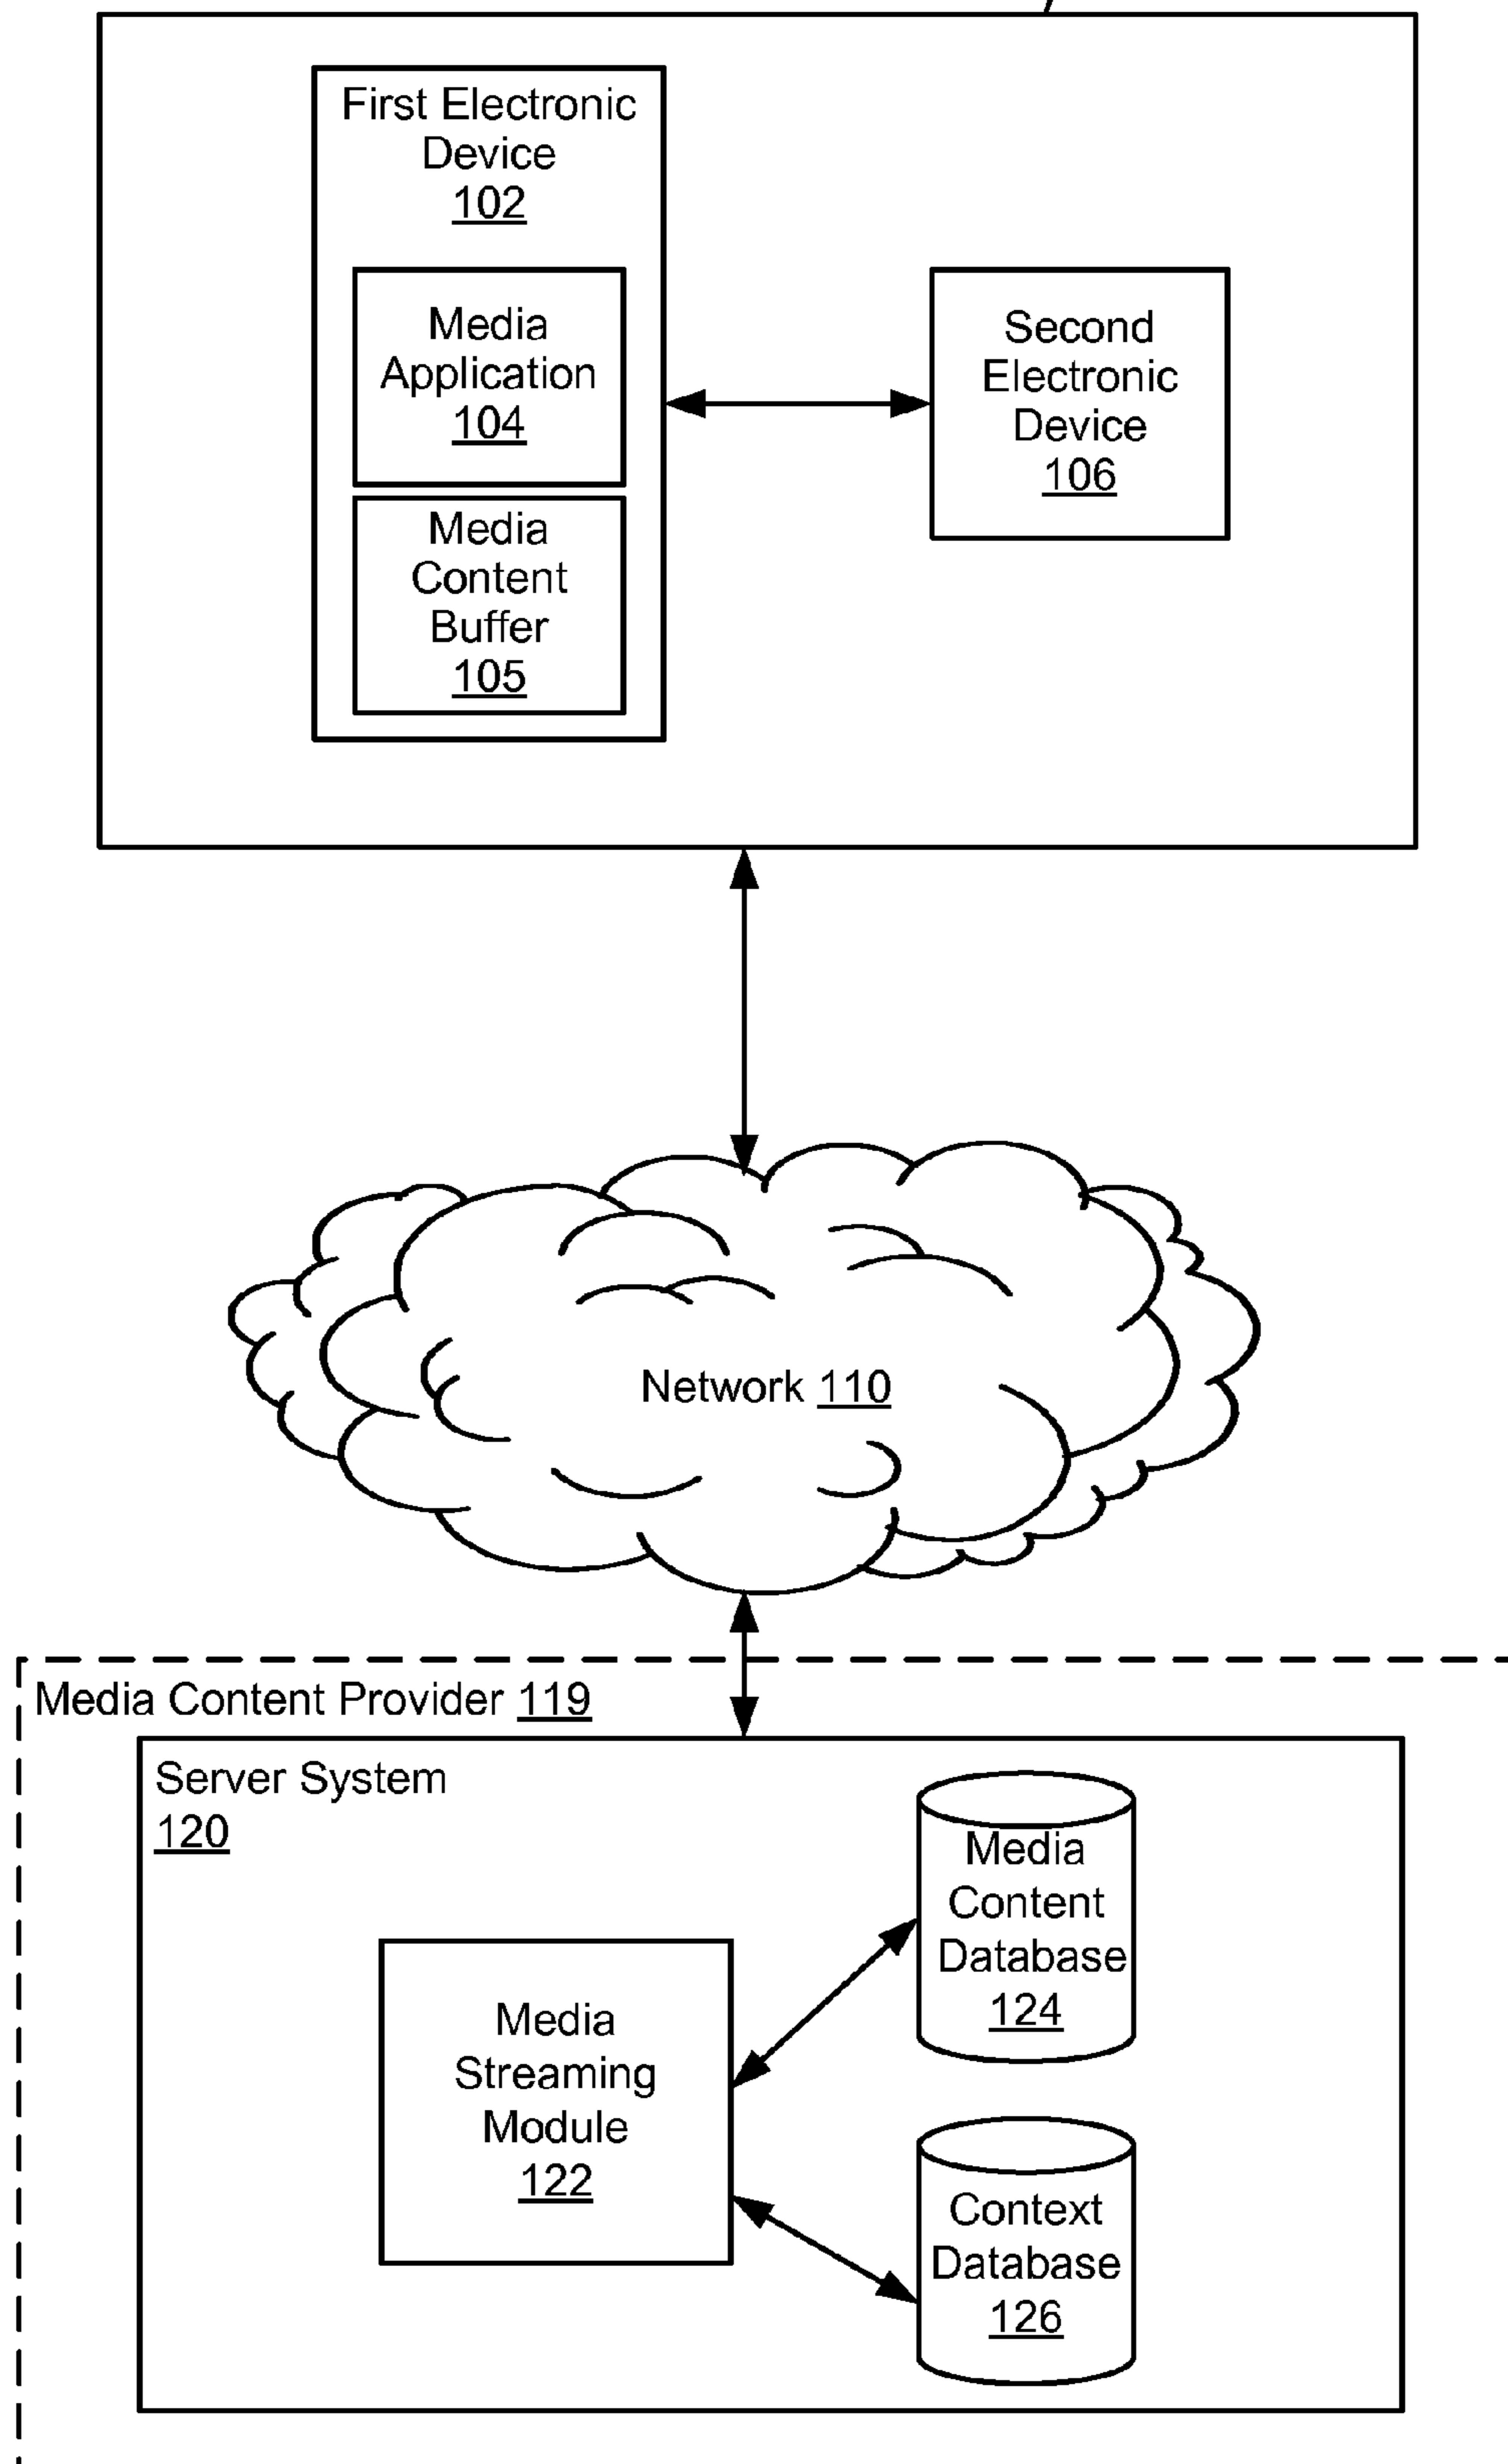 First Electronic
Device
102
Media
Application
104
Media
Content
Buffer
105
Second
Electronic
Device
106
Network 110
Media Content Provider 119
Server System
120
Media
Streaming
Module
122
Media
Content
Database
124
Context
Database
126